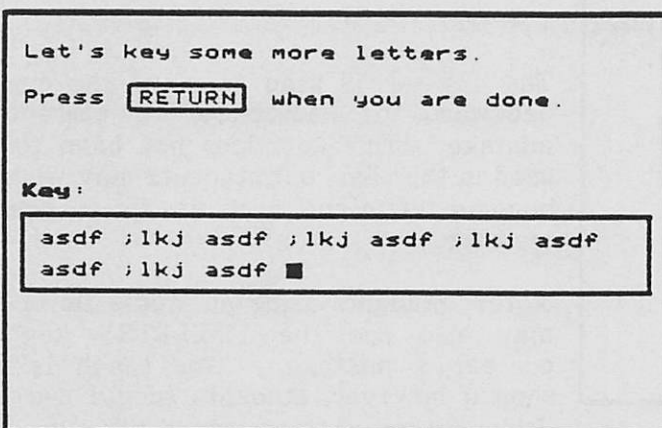 Let's key some more letters.
Press RETURN when you are done.
Key:
asdf ;lkj asdf ;lkj asdf ;lkj asdf
asdf ;lkj asdf